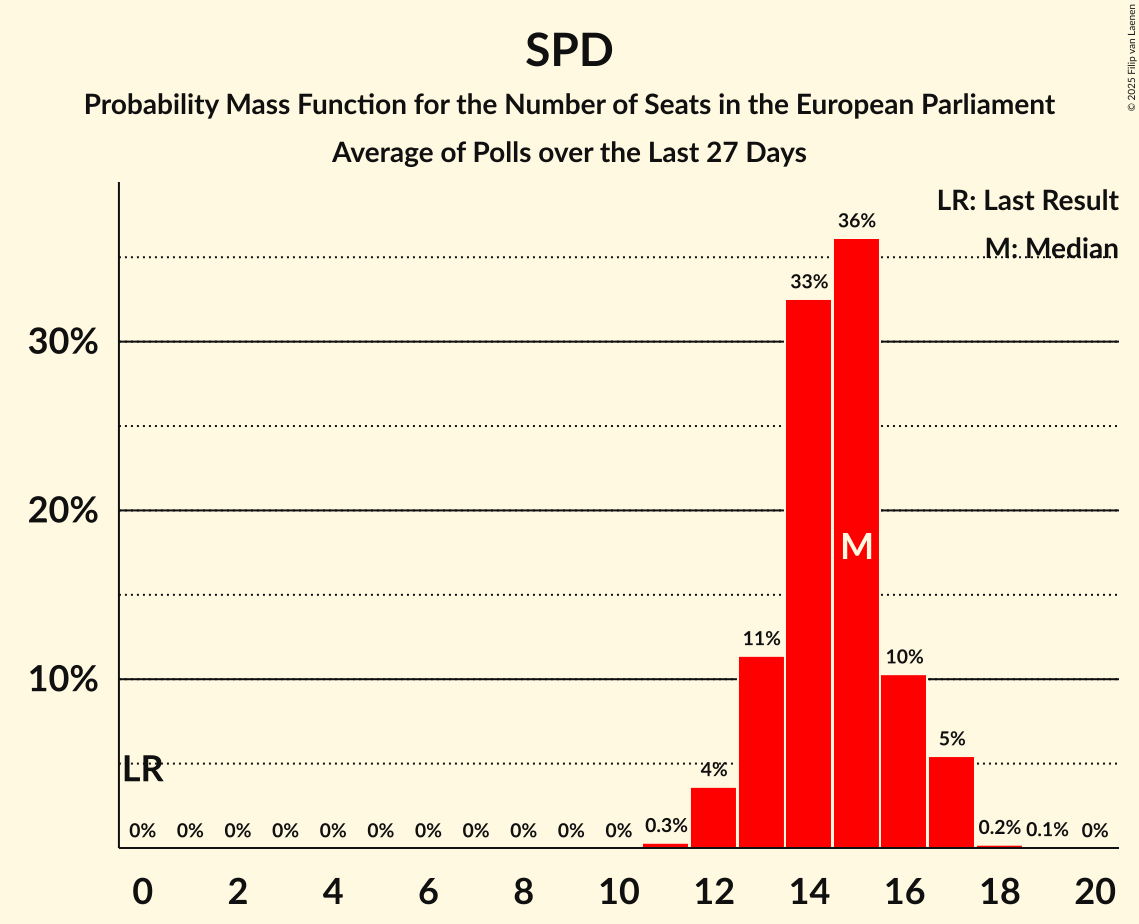 SPD
Probability Mass Function for the Number of Seats in the European Parliament
Average of Polls over the Last 27 Days
© 2025 Filip van Laenen
LR: Last Result
M: Median
36%
33%
30%
20%
M
11%
10%
10%
5%
LR
4%
0% 0% 0% 0% 0% 0% 0% 0% 0% 0% 0% 0.3% 0.2% 0.1% 0%
0 2 4 6 8 10 12 14 16 18 20